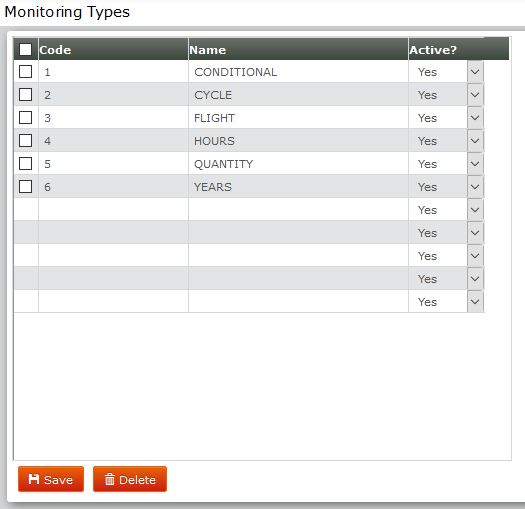 Monitoring Types
Code Name Active?
1 CONDITIONAL Yes
2 CYCLE Yes
3 FLIGHT Yes
4 HOURS Yes
5 QUANTITY Yes
6 YEARS Yes
Yes
Yes
Yes
Yes
Yes
Save Delete